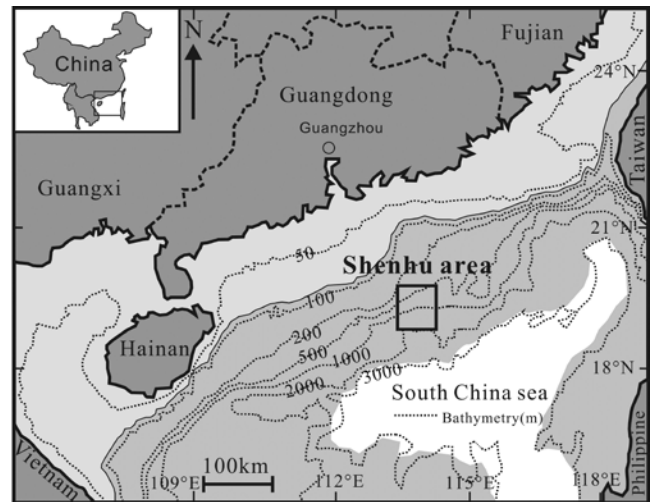 China
N
Fujian
24°N
Guangdong
Guangzhou
Taiwan
Guangxi
21°N
50
Shenhu area
100
200
Hainan
500
1000
3000
2000
18°N
South China sea
Bathymetry(m)
Vietnam
109°E
100km
112°E
115°E
118°E
Philippine